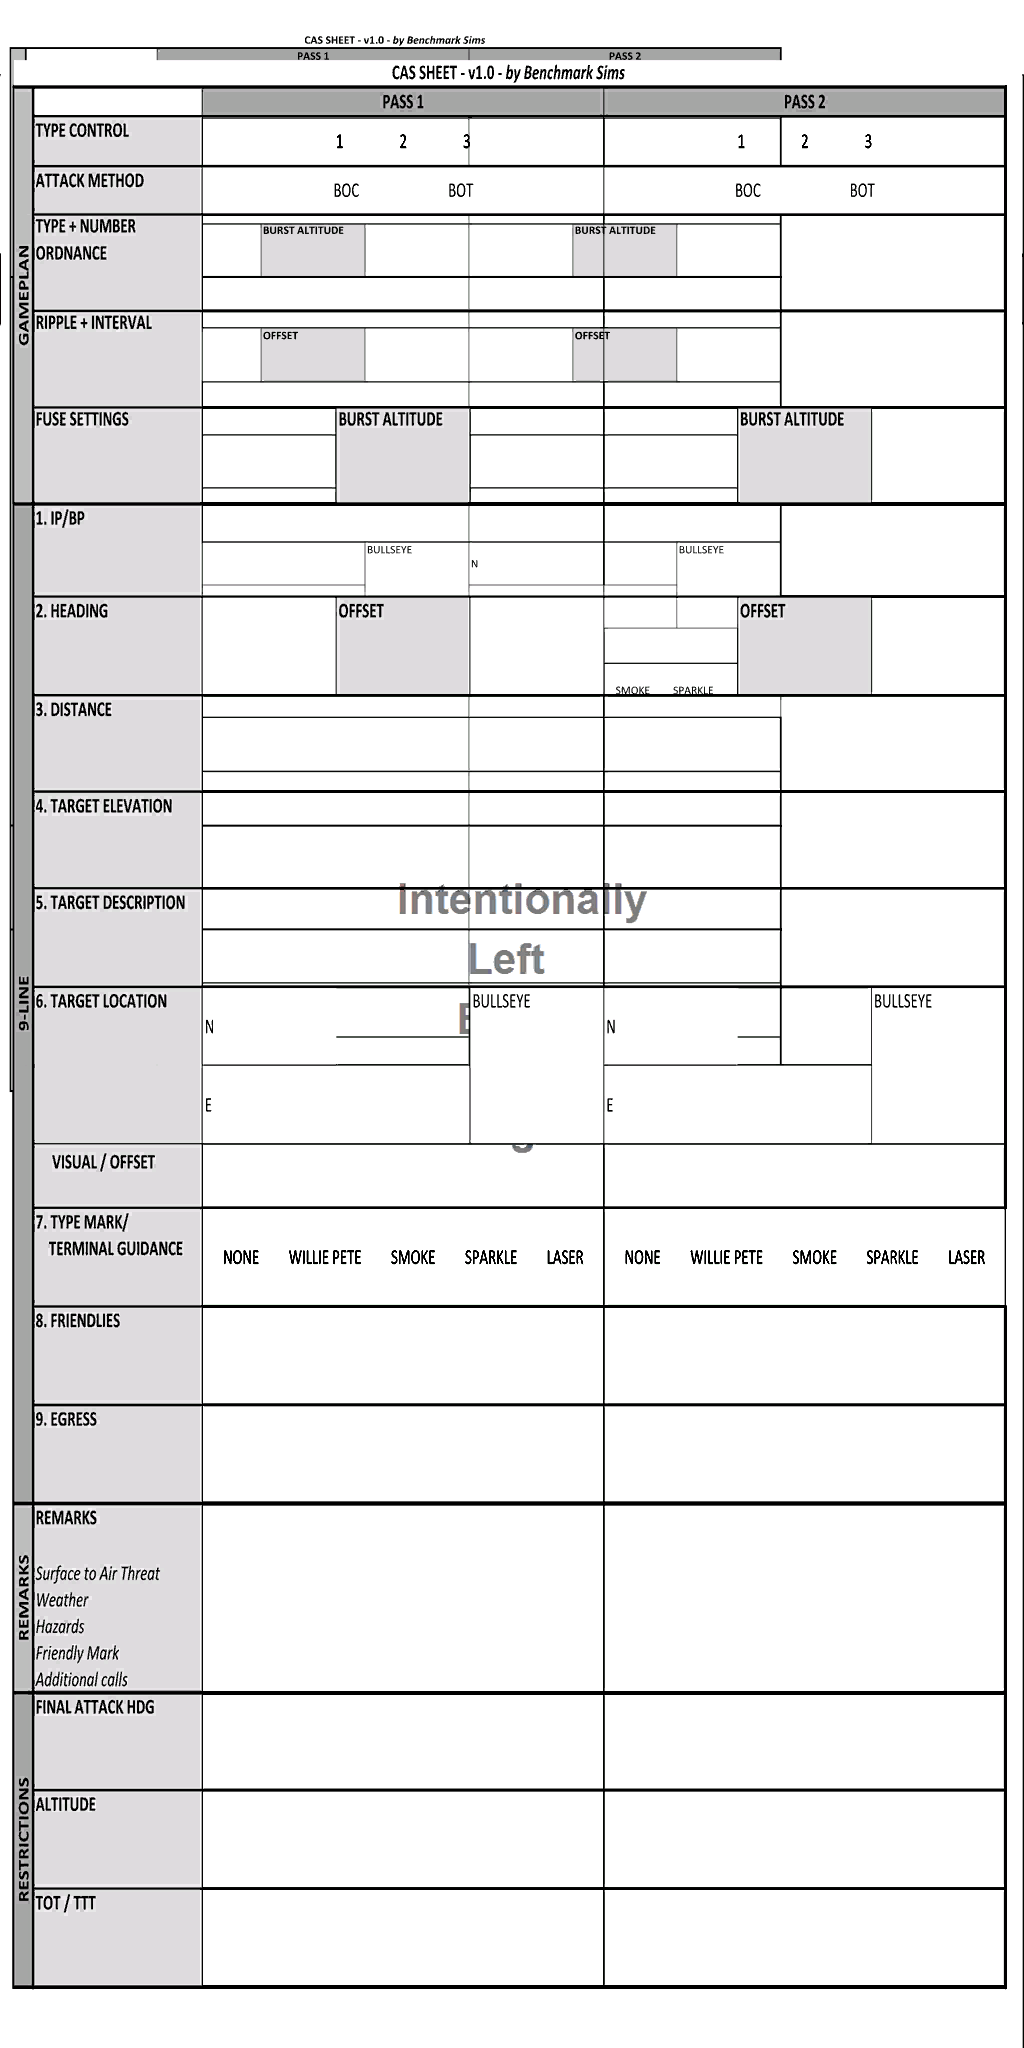 CAS SHEET - v1.0 - by Benchmark Sims
PASS 1 PASS 2
CAS SHEET - v1.0 - by Benchmark Sims
PASS 1 PASS 2
GAMEPLAN
TYPE CONTROL 1 2 3 1 2 3
ATTACK METHOD BOC BOT BOC BOT
TYPE + NUMBER
ORDNANCE
BURST ALTITUDE BURST ALTITUDE
RIPPLE + INTERVAL
OFFSET OFFSET
FUSE SETTINGS BURST ALTITUDE BURST ALTITUDE
9-LINE
1. IP/BP
BULLSEYE N BULLSEYE
2. HEADING OFFSET OFFSET
SMOKE SPARKLE
3. DISTANCE
4. TARGET ELEVATION
5. TARGET DESCRIPTION
Intentionally
Left
6. TARGET LOCATION BULLSEYE BULLSEYE
N N
E E
VISUAL / OFFSET
7. TYPE MARK/
TERMINAL GUIDANCE
NONE WILLIE PETE SMOKE SPARKLE LASER NONE WILLIE PETE SMOKE SPARKLE LASER
8. FRIENDLIES
9. EGRESS
REMARKS
REMARKS
Surface to Air Threat
Weather
Hazards
Friendly Mark
Additional calls
RESTRICTIONS
FINAL ATTACK HDG
ALTITUDE
TOT / TTT